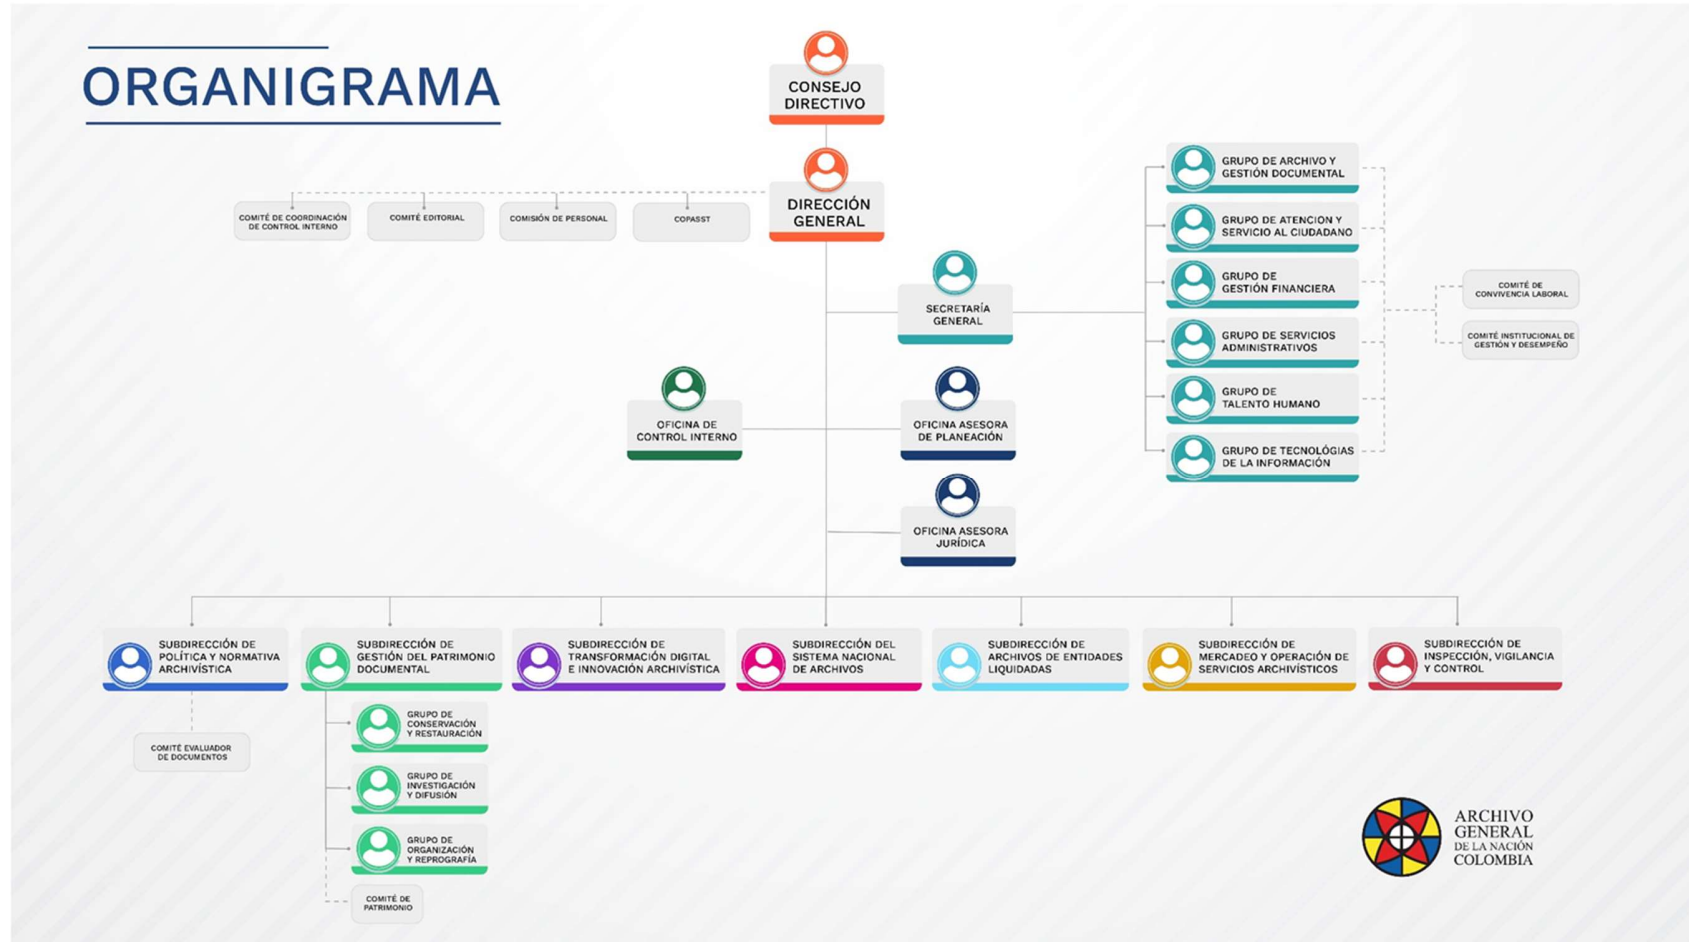 ORGANIGRAMA
CONSEJO
DIRECTIVO
DIRECCIÓN
GENERAL
COMITÉ DE COORDINACIÓN
DE CONTROL INTERNO
COMITÉ EDITORIAL
COMISIÓN DE PERSONAL
COPASST
SECRETARÍA
GENERAL
GRUPO DE ARCHIVO Y
GESTIÓN DOCUMENTAL
GRUPO DE ATENCION Y
SERVICIO AL CIUDADANO
GRUPO DE
GESTIÓN FINANCIERA
GRUPO DE SERVICIOS
ADMINISTRATIVOS
GRUPO DE
TALENTO HUMANO
GRUPO DE TECNOLÓGIAS
DE LA INFORMACIÓN
COMITÉ DE
CONVIVENCIA LABORAL
COMITÉ INSTITUCIONAL DE
GESTIÓN Y DESEMPEÑO
OFICINA DE
CONTROL INTERNO
OFICINA ASESORA
DE PLANEACIÓN
OFICINA ASESORA
JURÍDICA
SUBDIRECCIÓN DE
POLÍTICA Y NORMATIVA
ARCHIVÍSTICA
SUBDIRECCIÓN DE
GESTIÓN DEL PATRIMONIO
DOCUMENTAL
SUBDIRECCIÓN DE
TRANSFORMACIÓN DIGITAL
E INNOVACIÓN ARCHIVÍSTICA
SUBDIRECCIÓN DEL
SISTEMA NACIONAL
DE ARCHIVOS
SUBDIRECCIÓN DE
ARCHIVOS DE ENTIDADES
LIQUIDADAS
SUBDIRECCIÓN DE
MERCADEO Y OPERACIÓN DE
SERVICIOS ARCHIVÍSTICOS
SUBDIRECCIÓN DE
INSPECCIÓN, VIGILANCIA
Y CONTROL
COMITÉ EVALUADOR
DE DOCUMENTOS
GRUPO DE
CONSERVACIÓN
Y RESTAURACIÓN
GRUPO DE
INVESTIGACIÓN
Y DIFUSIÓN
GRUPO DE
ORGANIZACIÓN
Y REPROGRAFÍA
COMITÉ DE
PATRIMONIO
ARCHIVO
GENERAL
DE LA NACIÓN
COLOMBIA